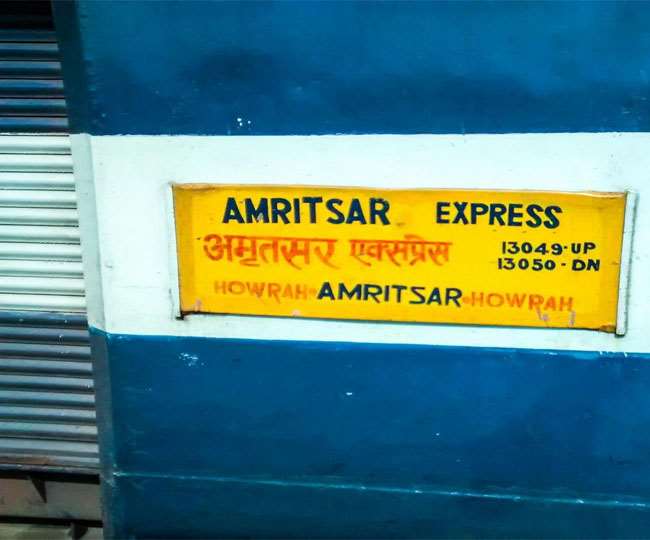 AMRITSAR EXPRESS
अमृतसर एक्सप्रेस 13049-UP
13050-DN
HOWRAH-AMRITSAR-HOWRAH